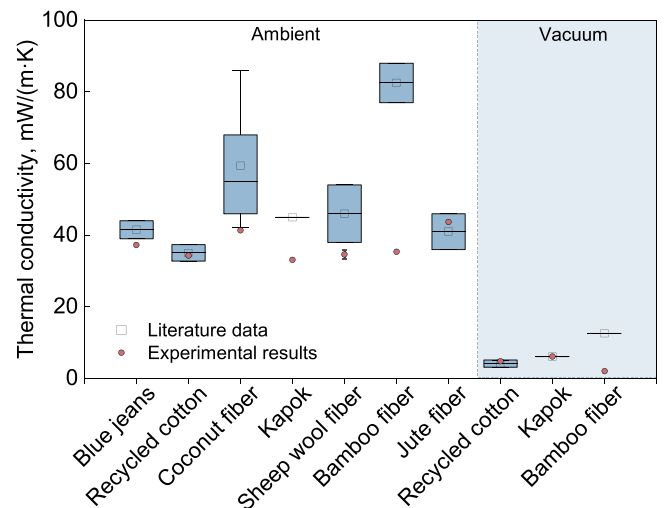 Thermal conductivity, mW/(m·K)
100
80
60
40
20
0
Ambient
Vacuum
Literature data
Experimental results
Blue jeans
Recycled cotton
Coconut fiber
Kapok
Sheep wool fiber
Bamboo fiber
Jute fiber
Recycled cotton
Kapok
Bamboo fiber